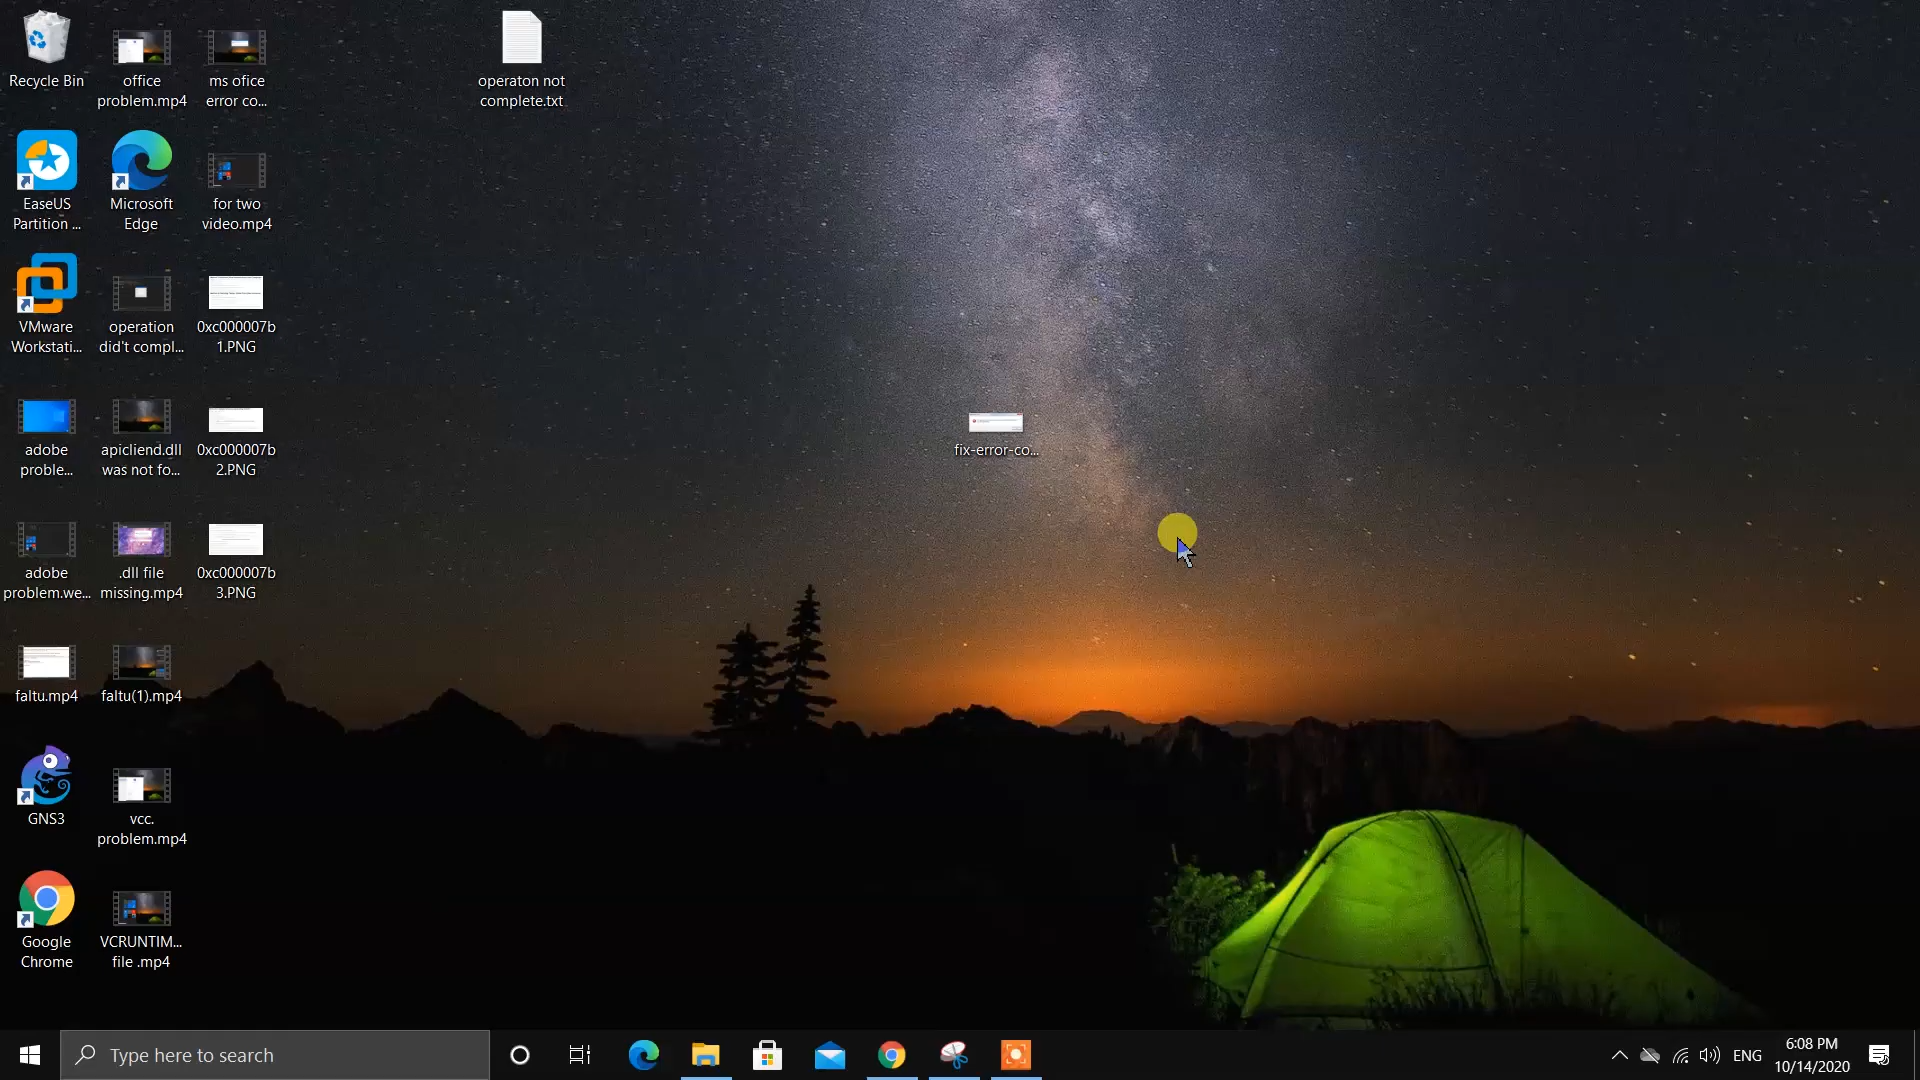 Recycle Bin
office
problem.mp4
ms ofice
error co...
operaton not
complete.txt
EaseUS
Partition ...
Microsoft
Edge
for two
video.mp4
VMware
Workstati...
operation
did't compl...
0xc000007b
1.PNG
adobe
proble...
apicliend.dll
was not fo...
0xc000007b
2.PNG
fix-error-co...
adobe
problem.we...
.dll file
missing.mp4
0xc000007b
3.PNG
faltu.mp4
faltu(1).mp4
GNS3
vcc.
problem.mp4
Google
Chrome
VCRUNTIM...
file .mp4
Type here to search
ENG
6:08 PM
10/14/2020